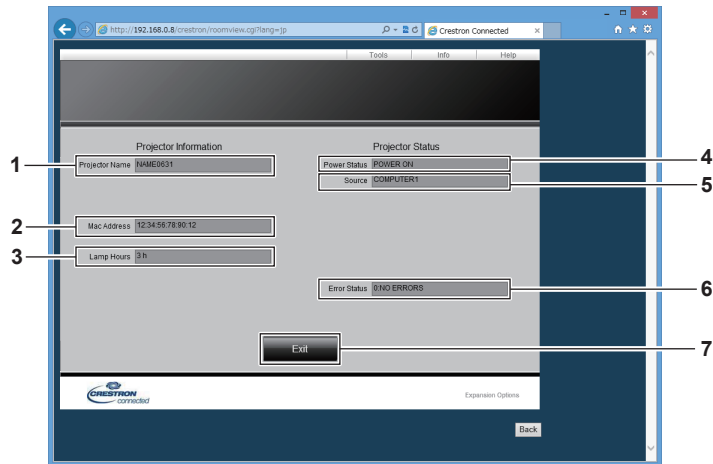 http://192.168.0.8/crestron/roomview.cgi?lang=jp
Crestron Connected
Tools Info Help
Projector Information Projector Status
1 Projector Name NAME0631 Power Status POWER ON 4
Source COMPUTER1 5
2 Mac Address 12:34:56:78:90:12
3 Lamp Hours 3 h
Error Status 0:NO ERRORS 6
Exit 7
CRESTRON
connected
Expansion Options
Back